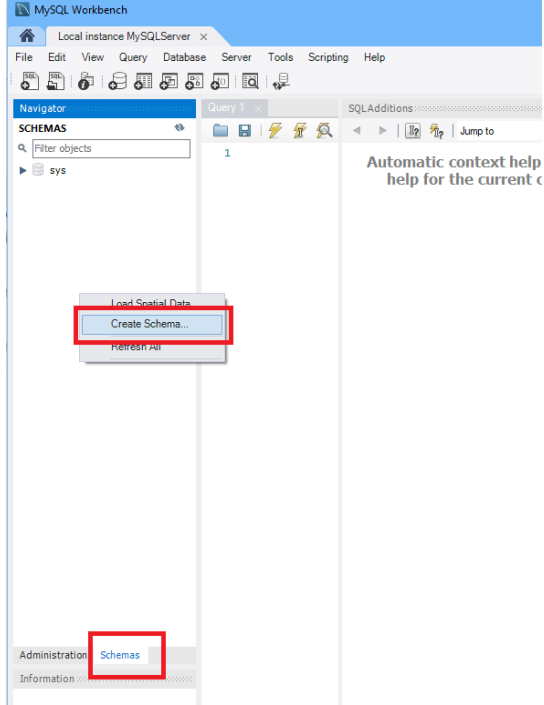 MySQL Workbench
Local instance MySQLServer ×
File Edit View Query Database Server Tools Scripting Help
Navigator
Query 1 ×
SQLAdditions
SCHEMAS
Jump to
Filter objects
1
Automatic context help
help for the current
sys
Load Spatial Data
Create Schema...
Refresh All
Administration Schemas
Information